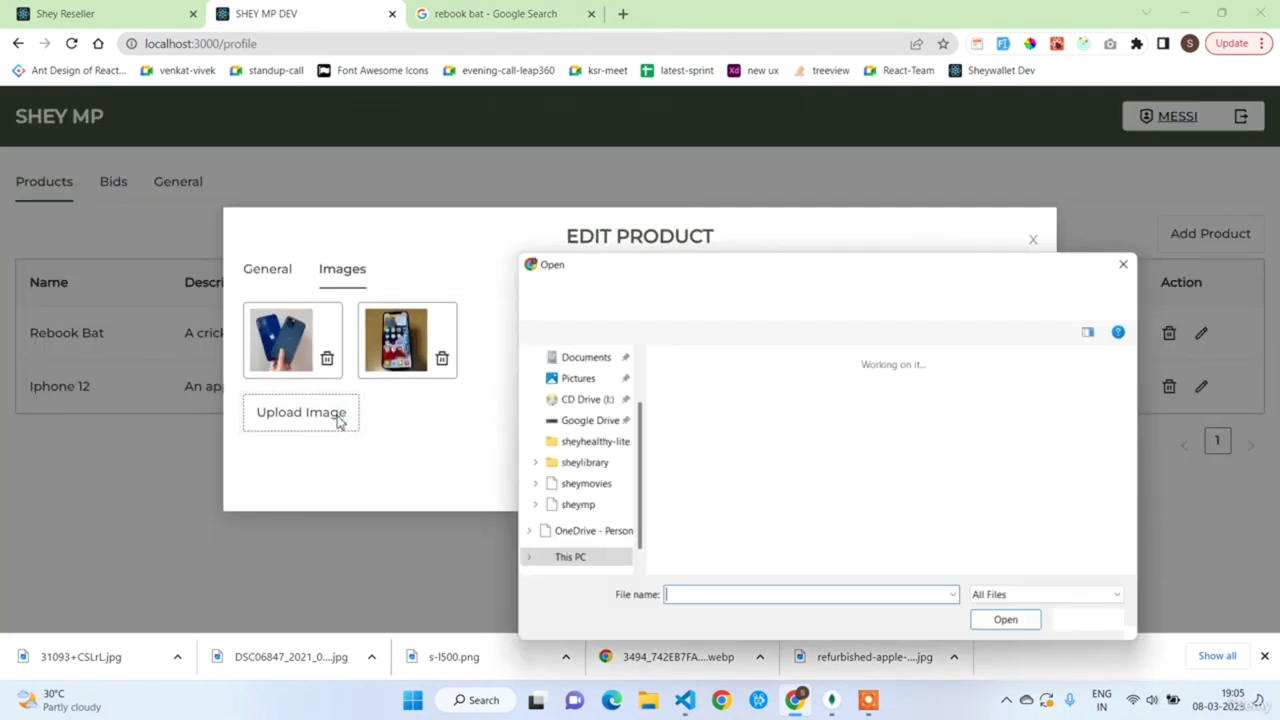 Shey Reseller
SHEY MP DEV
rebook bat - Google Search
localhost:3000/profile
S
Update
Ant Design of React...
venkat-vivek
standup-call
Font Awesome Icons
evening-call-leap360
ksr-meet
latest-sprint
Xd
new ux
treeview
React-Team
Sheywallet Dev
SHEY MP
MESSI
Products
Bids
General
Add Product
EDIT PRODUCT
X
General
Images
Upload Image
Name
Descri
Action
Rebook Bat
A crick
Iphone 12
An app
1
Open
Documents
Pictures
CD Drive (I:)
Google Drive
sheyhealthy-lite
sheylibrary
sheymovies
sheymp
OneDrive - Person
This PC
Working on it...
File name:
All Files
Open
31093+CSLrL.jpg
DSC06847_2021_0....jpg
s-l500.png
3494_742EB7FA....webp
refurbished-apple-....jpg
Show all
30°C
Partly cloudy
Search
ENG
IN
19:05